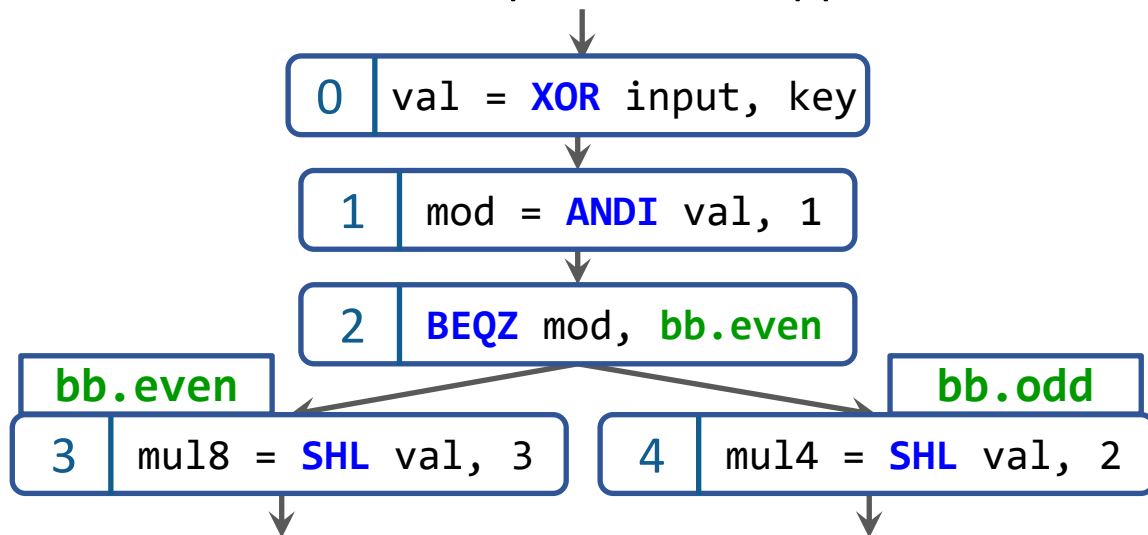 0 val = XOR input, key
1 mod = ANDI val, 1
2 BEQZ mod, bb.even
bb.even bb.odd
3 mul8 = SHL val, 3 4 mul4 = SHL val, 2